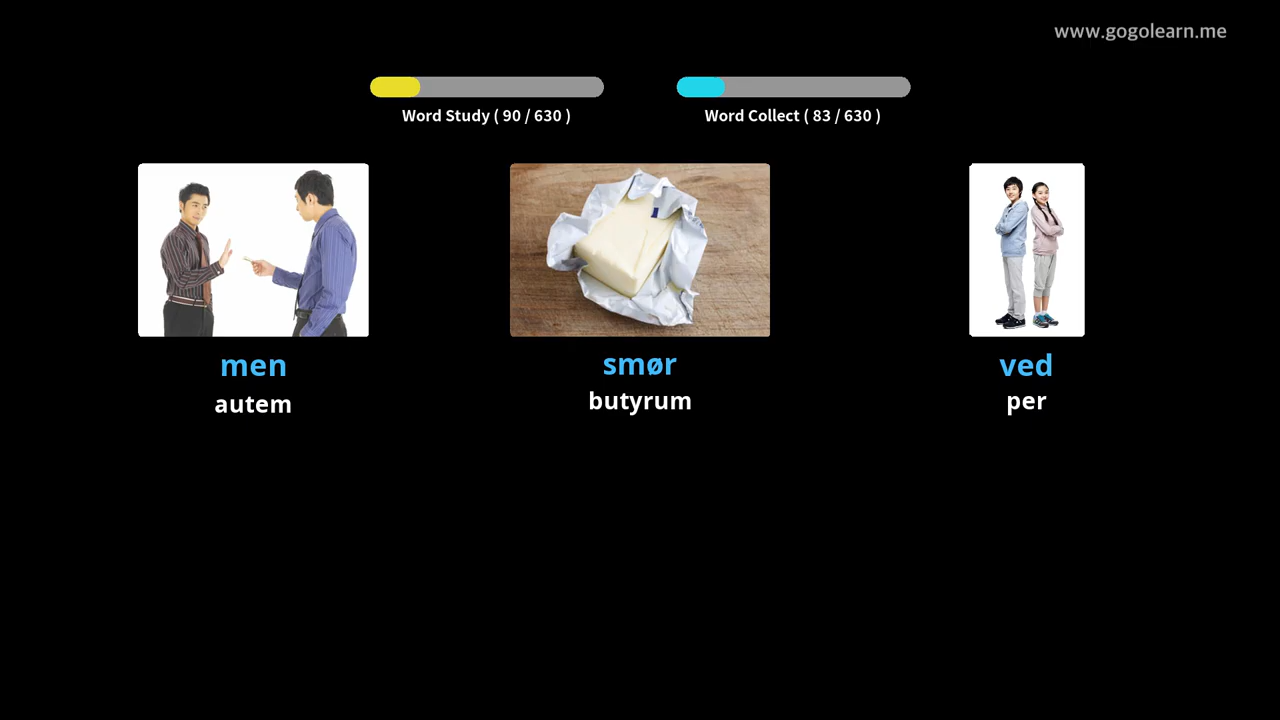 www.gogolearn.me
Word Study ( 90 / 630 )
Word Collect ( 83 / 630 )
men
autem
smør
butyrum
ved
per